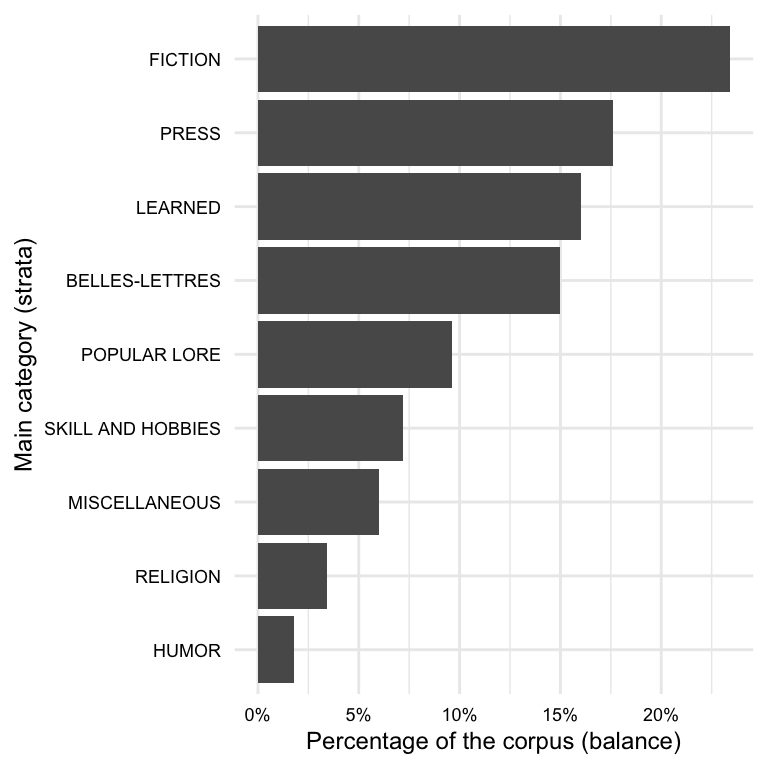 FICTION
PRESS
LEARNED
BELLES-LETTRES
POPULAR LORE
SKILL AND HOBBIES
MISCELLANEOUS
RELIGION
HUMOR
Main category (strata)
0% 5% 10% 15% 20%
Percentage of the corpus (balance)